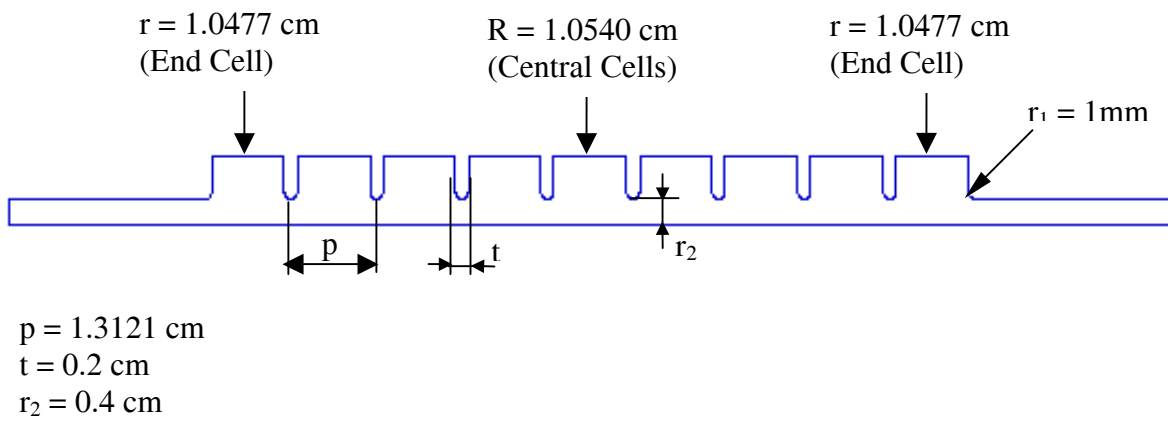 r = 1.0477 cm
(End Cell)
R = 1.0540 cm
(Central Cells)
r = 1.0477 cm
(End Cell)
r₁ = 1mm
p
t
r₂
p = 1.3121 cm
t = 0.2 cm
r₂ = 0.4 cm